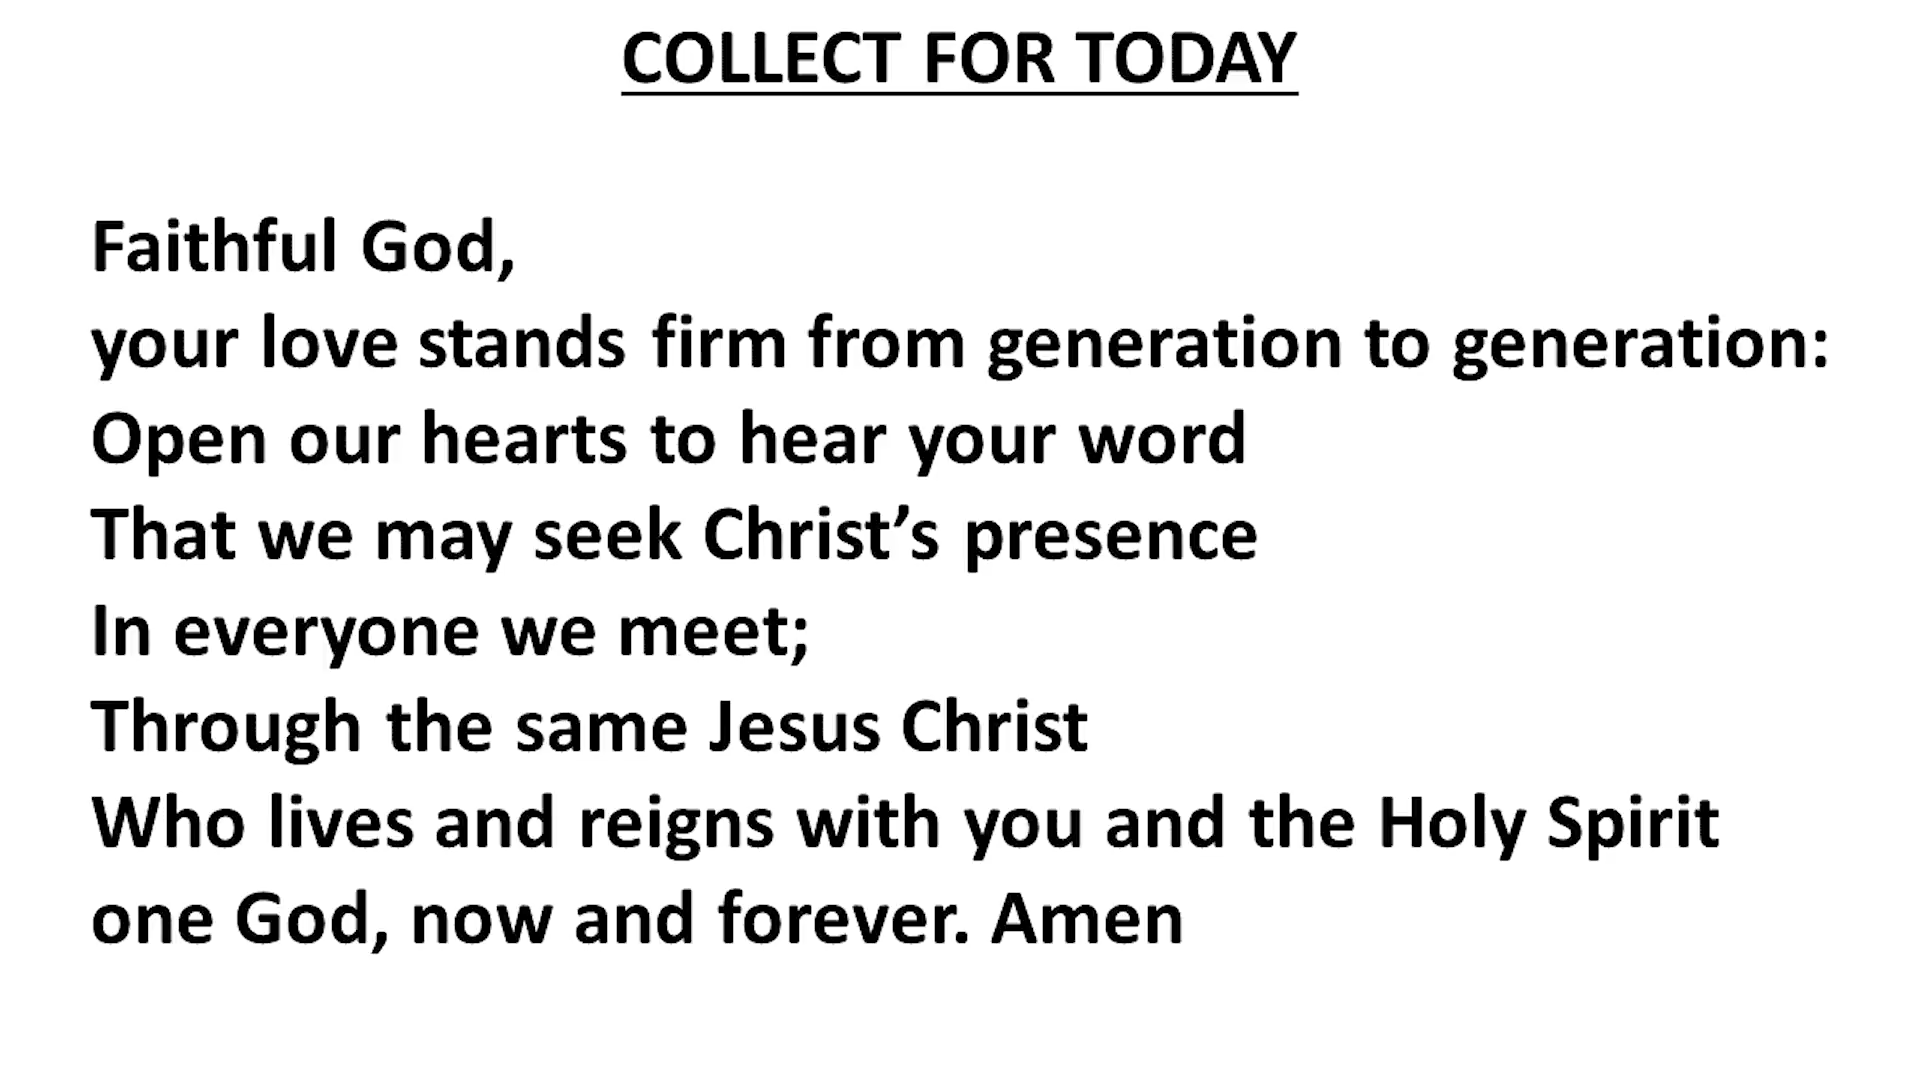 COLLECT FOR TODAY
Faithful God,
your love stands firm from generation to generation:
Open our hearts to hear your word
That we may seek Christ’s presence
In everyone we meet;
Through the same Jesus Christ
Who lives and reigns with you and the Holy Spirit
one God, now and forever. Amen